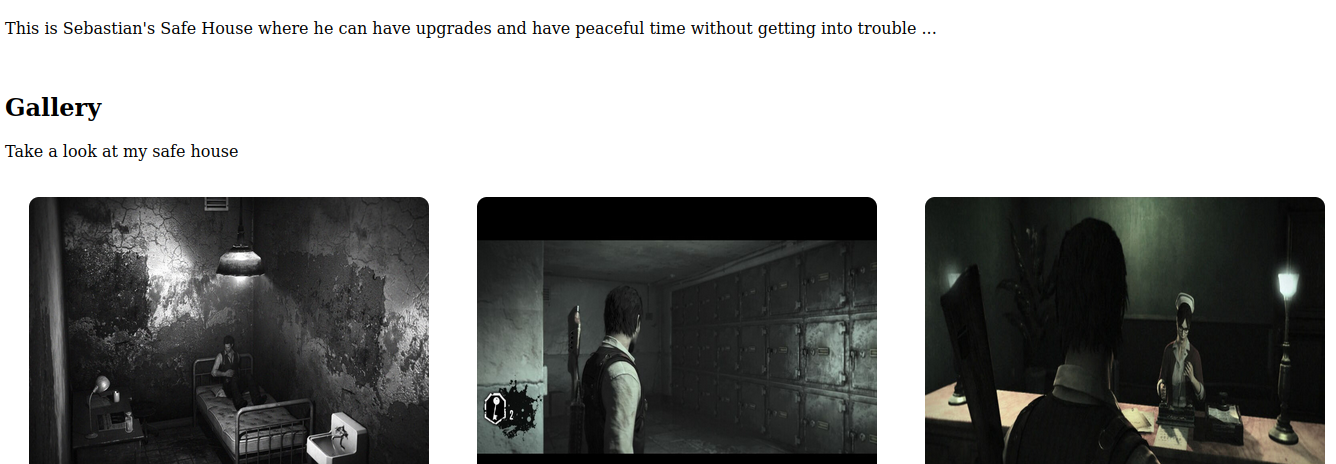 This is Sebastian's Safe House where he can have upgrades and have peaceful time without getting into trouble ...
Gallery
Take a look at my safe house
2